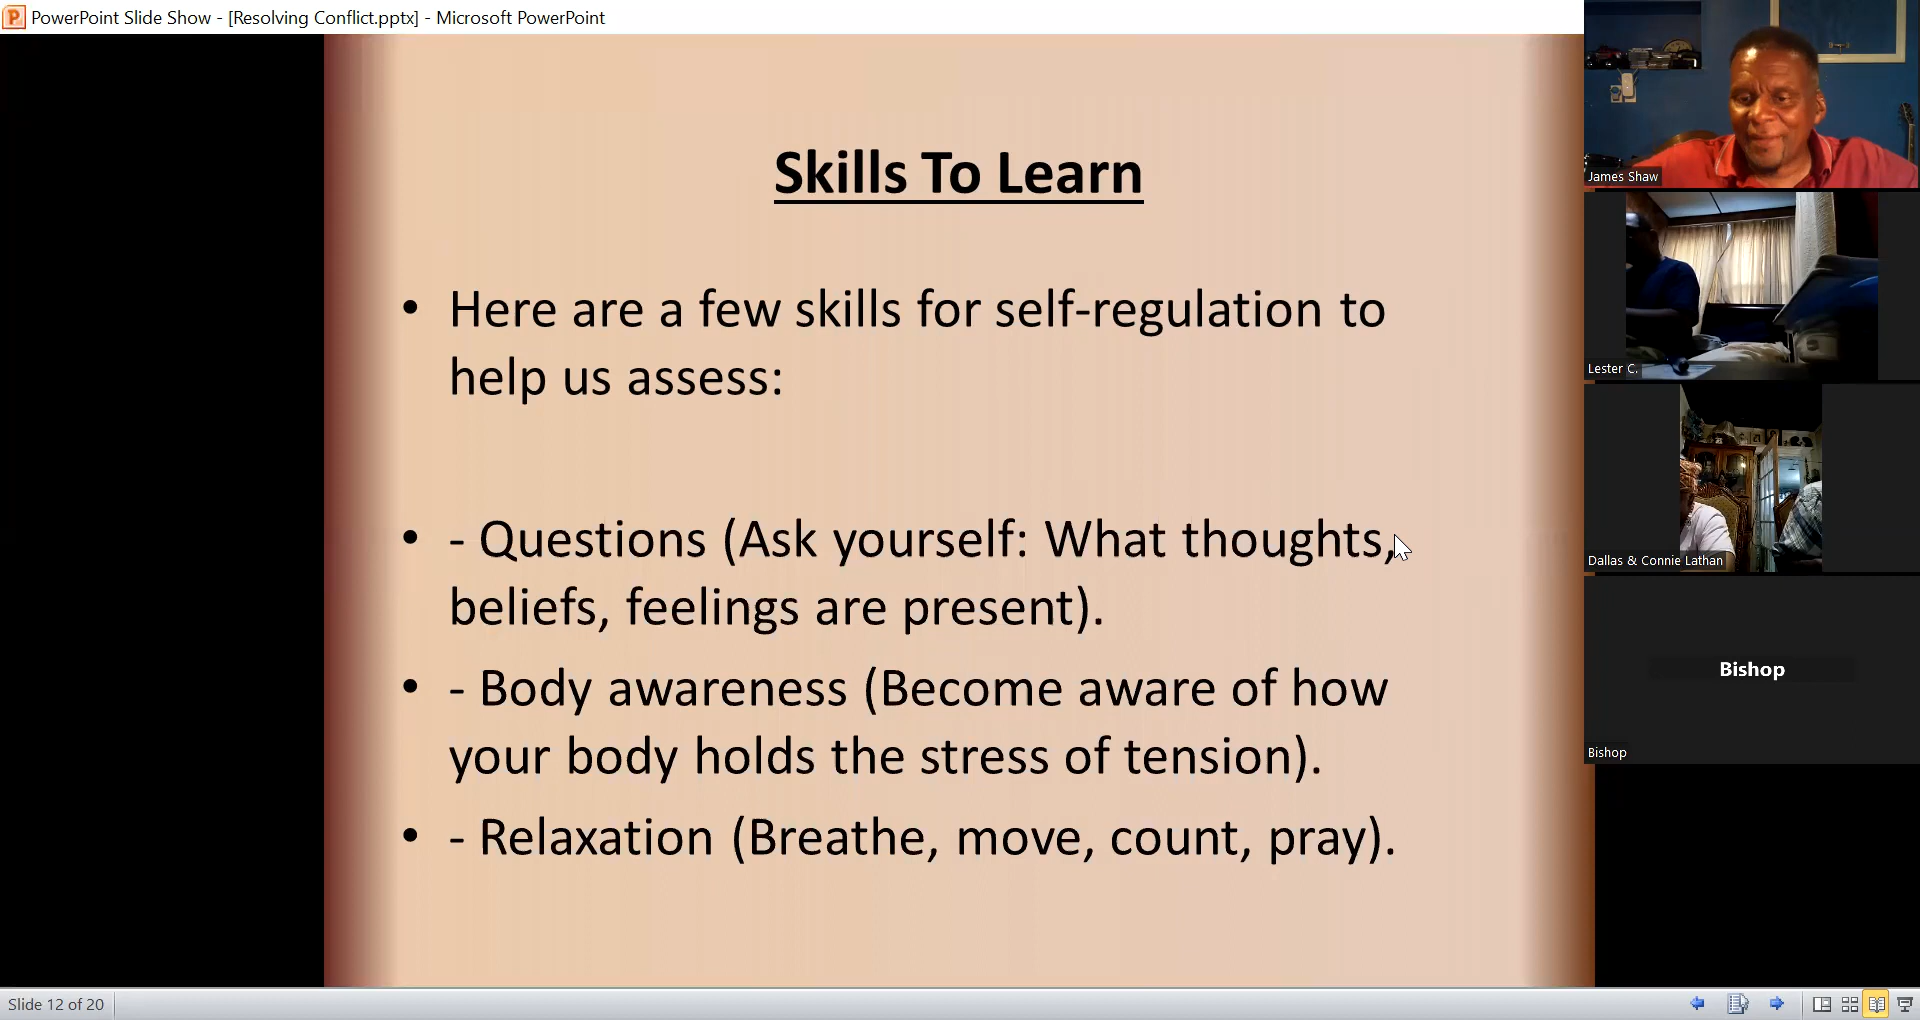 PowerPoint Slide Show - [Resolving Conflict.pptx] - Microsoft PowerPoint
Skills To Learn
• Here are a few skills for self-regulation to
help us assess:
• - Questions (Ask yourself: What thoughts,
beliefs, feelings are present).
• - Body awareness (Become aware of how
your body holds the stress of tension).
• - Relaxation (Breathe, move, count, pray).
James Shaw
Lester C.
Dallas & Connie Lathan
Bishop
Bishop
Slide 12 of 20